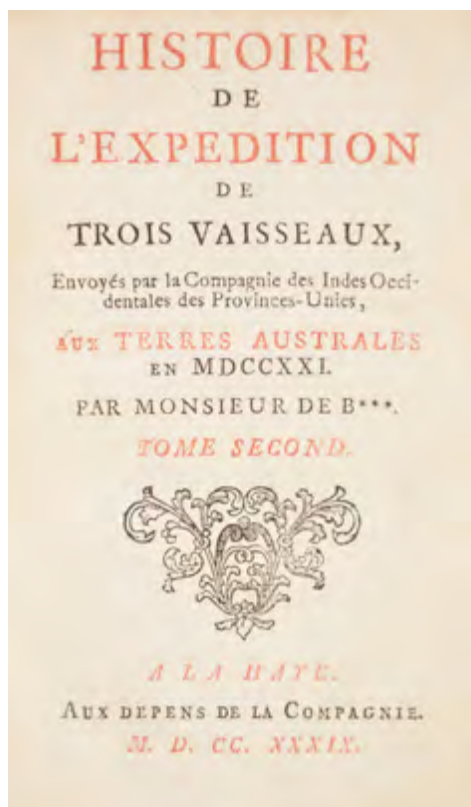 HISTOIRE
DE
L'EXPEDITION
DE
TROIS VAISSEAUX,
Envoyés par la Compagnie des Indes Occi-
dentales des Provinces-Unies,
AUX TERRES AUSTRALES
EN MDCCXXI.
PAR MONSIEUR DE B***.
TOME SECOND.
A LA HAYE.
AUX DEPENS DE LA COMPAGNIE.
M. D. CC. XXXIX.